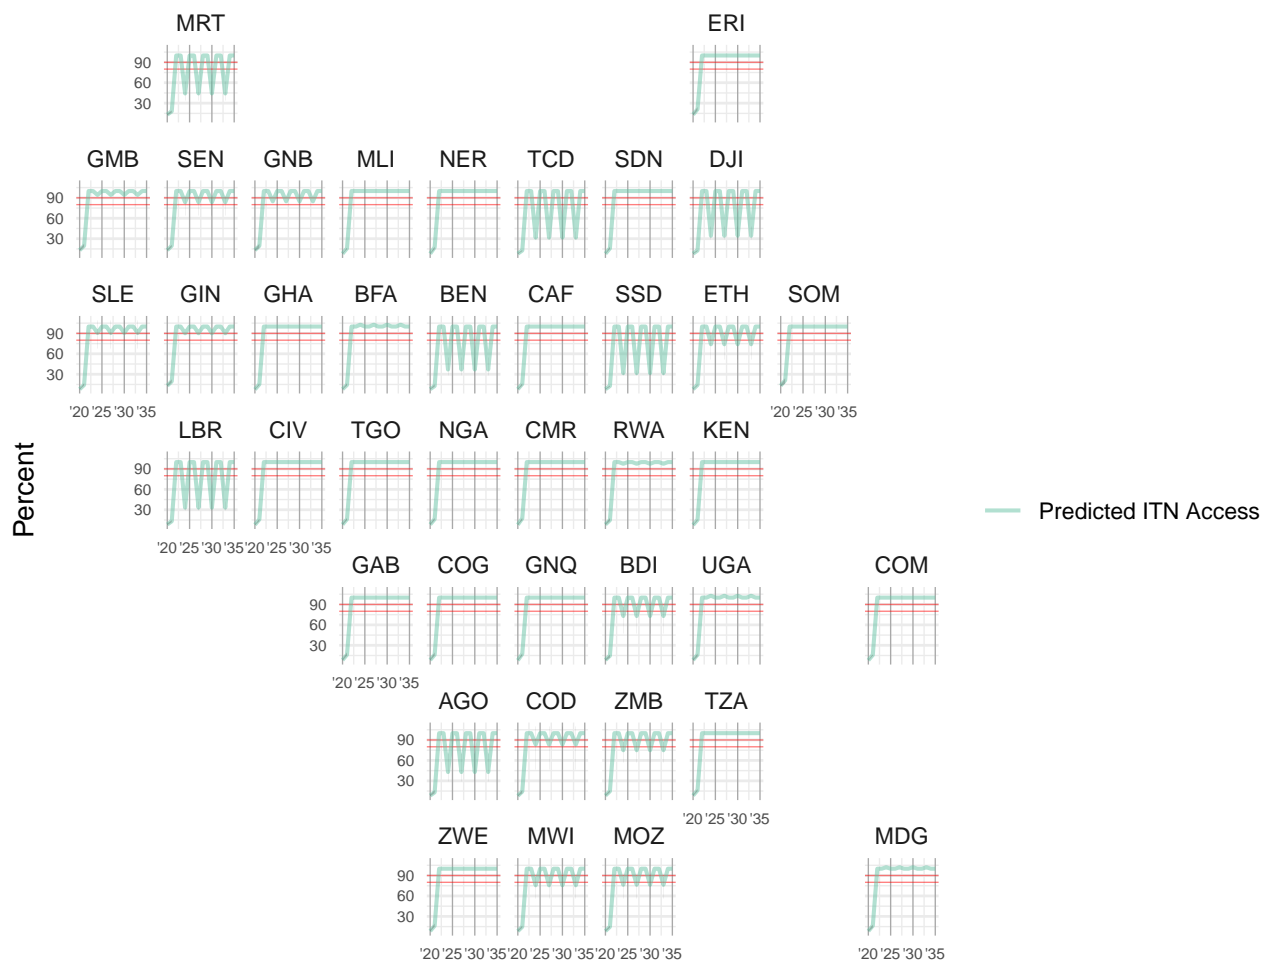 MRT ERI
90
60
30
GMB SEN GNB MLI NER TCD SDN DJI
90
60
30
SLE GIN GHA BFA BEN CAF SSD ETH SOM
90
60
30
'20 '25 '30 '35
LBR CIV TGO NGA CMR RWA KEN
90
60
30
'20 '25 '30 '35 '20 '25 '30 '35
GAB COG GNQ BDI UGA COM
90
60
30
'20 '25 '30 '35
AGO COD ZMB TZA
90
60
30
'20 '25 '30 '35
ZWE MWI MOZ MDG
90
60
30
'20 '25 '30 '35 '20 '25 '30 '35 '20 '25 '30 '35 '20 '25 '30 '35
Percent
Predicted ITN Access